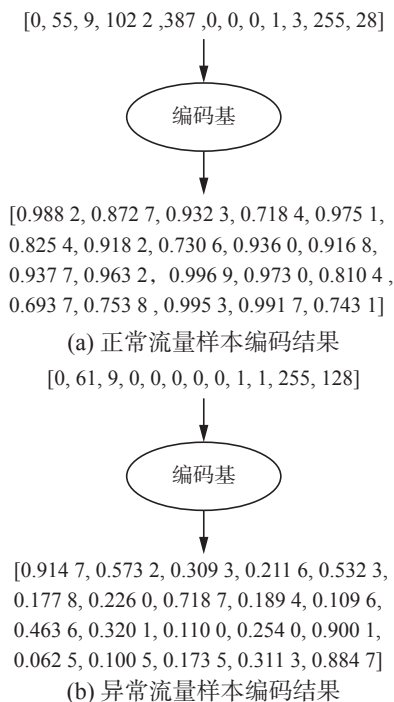 [0, 55, 9, 102 2 ,387 ,0, 0, 0, 1, 3, 255, 28]
编码基
[0.988 2, 0.872 7, 0.932 3, 0.718 4, 0.975 1,
0.825 4, 0.918 2, 0.730 6, 0.936 0, 0.916 8,
0.937 7, 0.963 2，0.996 9, 0.973 0, 0.810 4 ,
0.693 7, 0.753 8 , 0.995 3, 0.991 7, 0.743 1]
(a) 正常流量样本编码结果
[0, 61, 9, 0, 0, 0, 0, 0, 1, 1, 255, 128]
编码基
[0.914 7, 0.573 2, 0.309 3, 0.211 6, 0.532 3,
0.177 8, 0.226 0, 0.718 7, 0.189 4, 0.109 6,
0.463 6, 0.320 1, 0.110 0, 0.254 0, 0.900 1,
0.062 5, 0.100 5, 0.173 5, 0.311 3, 0.884 7]
(b) 异常流量样本编码结果